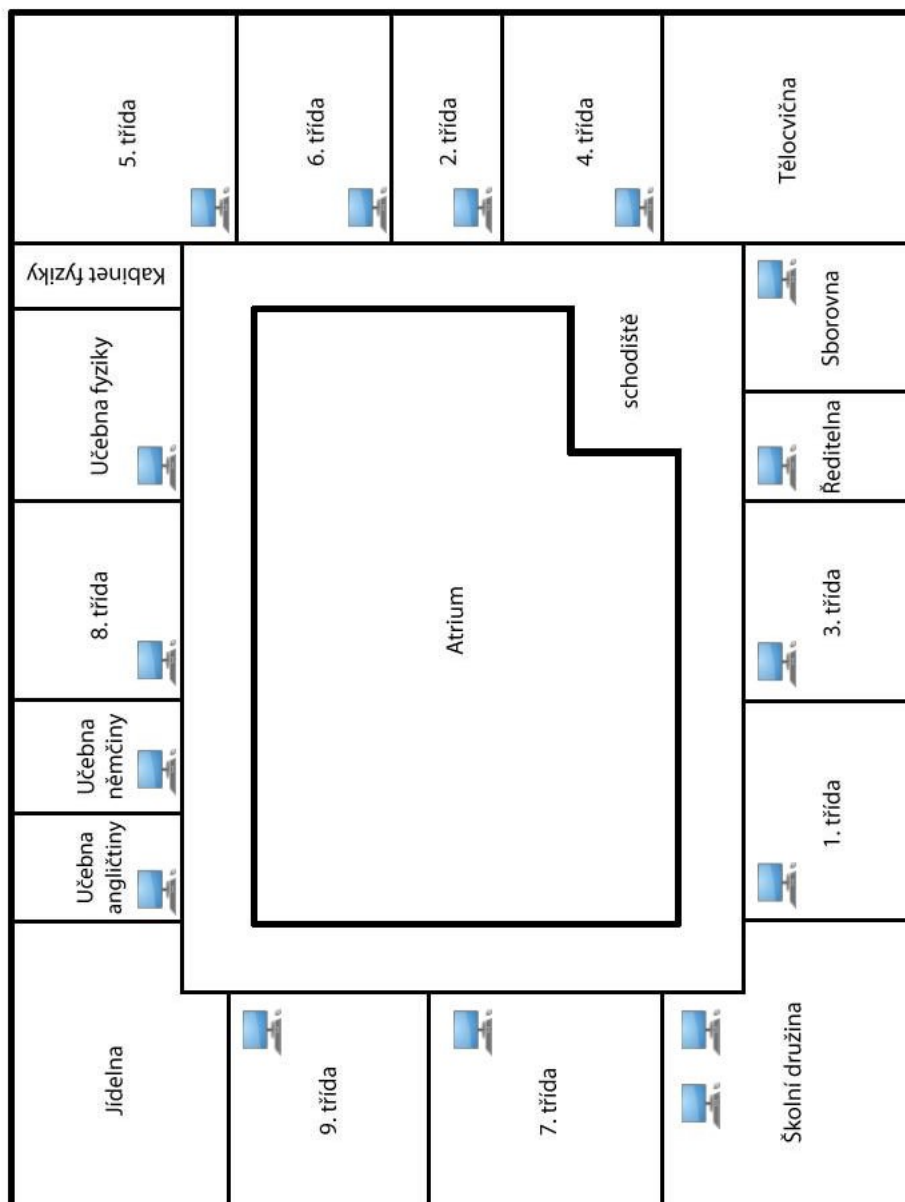 Jídelna
Učebna
angličtiny
Učebna
němčiny
8. třída
Učebna fyziky
Kabinet fyziky
5. třída
6. třída
2. třída
4. třída
Tělocvična
9. třída
7. třída
Atrium
schodiště
Školní družina
1. třída
3. třída
Ředitelna
Sborovna